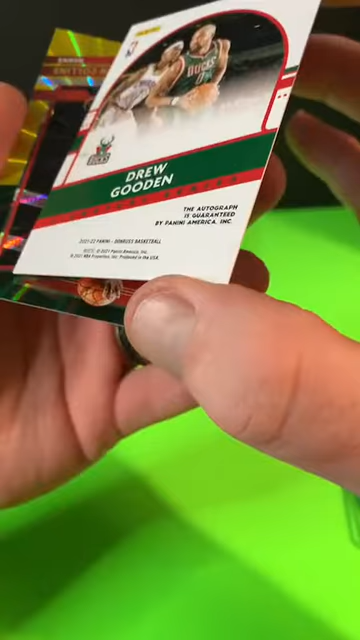 BUCKS
DREW
GOODEN
THE AUTOGRAPH
IS GUARANTEED
BY PANINI AMERICA, INC.
2021-22 PANINI - DONRUSS BASKETBALL
© 2021 Panini America, Inc.
© 2021 NBA Properties, Inc. Produced in the USA.